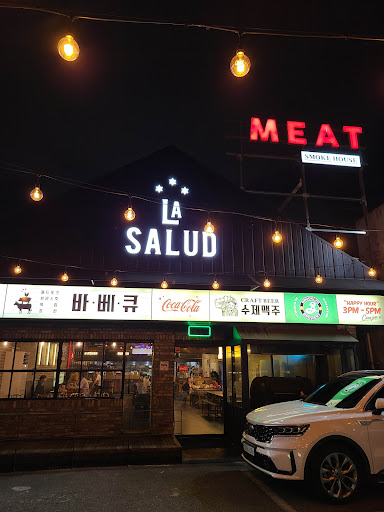 MEAT
SMOKE HOUSE
LA
SALUD
바·베·큐
Coca-Cola
CRAFT BEER
수제맥주
"HAPPY HOUR"
3PM - 5PM